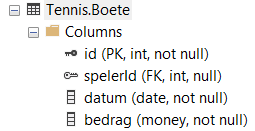 Tennis.Boete
Columns
id (PK, int, not null)
spelerId (FK, int, not null)
datum (date, not null)
bedrag (money, not null)